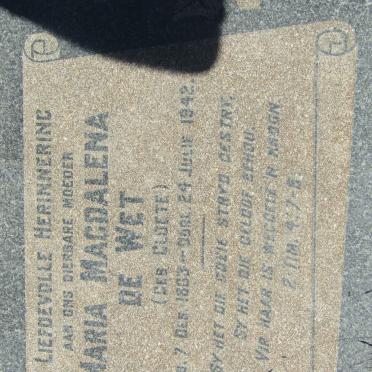 LIEFDEVOLLE HERINNERING
AAN ONS DIERBARE MOEDER
MARIA MAGDALENA
DE WET
(GEB CLOETE)
7 DES. 1863 – OORL. 24 JULIE 1942.
SY HET DIE GOEIE STRYD GESTRY,
SY HET DIE GELOOF BEHOU.
VIR HAAR IS WEGGELÊ 'N KROON.
2 TIM. 4:7-8.